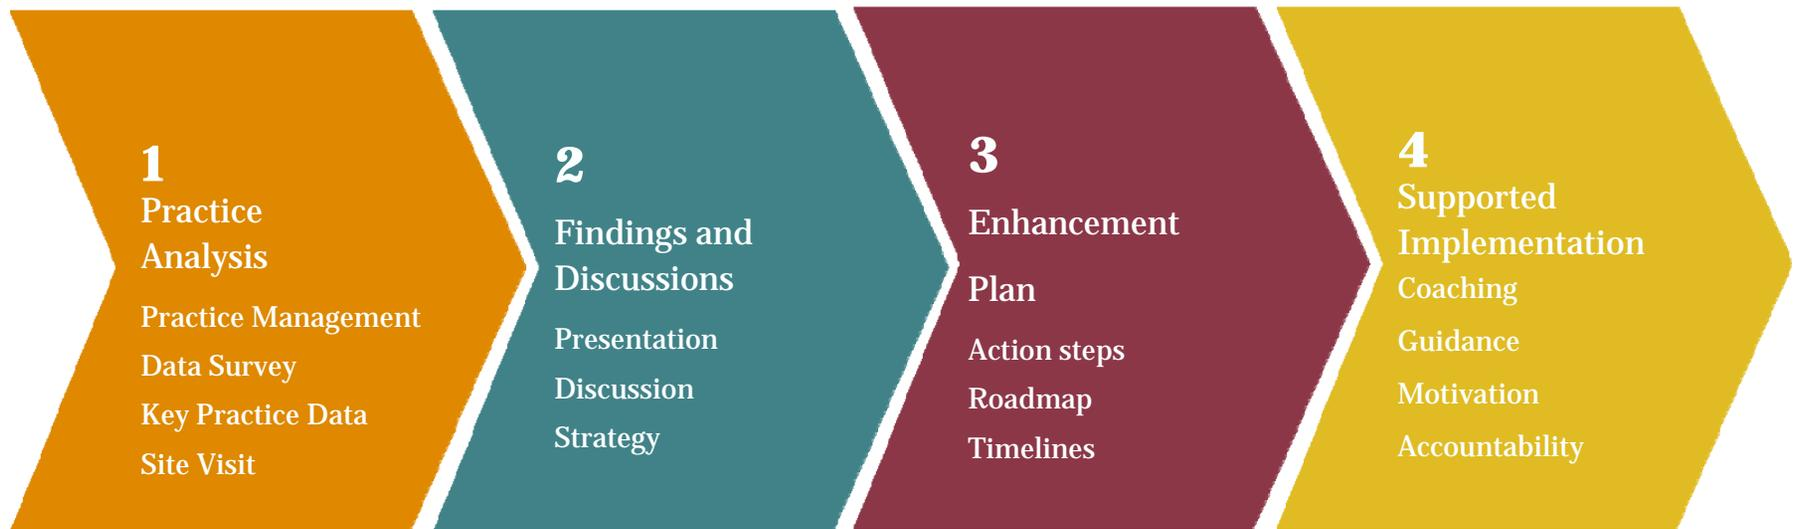 1
Practice
Analysis
Practice Management
Data Survey
Key Practice Data
Site Visit
2
Findings and
Discussions
Presentation
Discussion
Strategy
3
Enhancement
Plan
Action steps
Roadmap
Timelines
4
Supported
Implementation
Coaching
Guidance
Motivation
Accountability